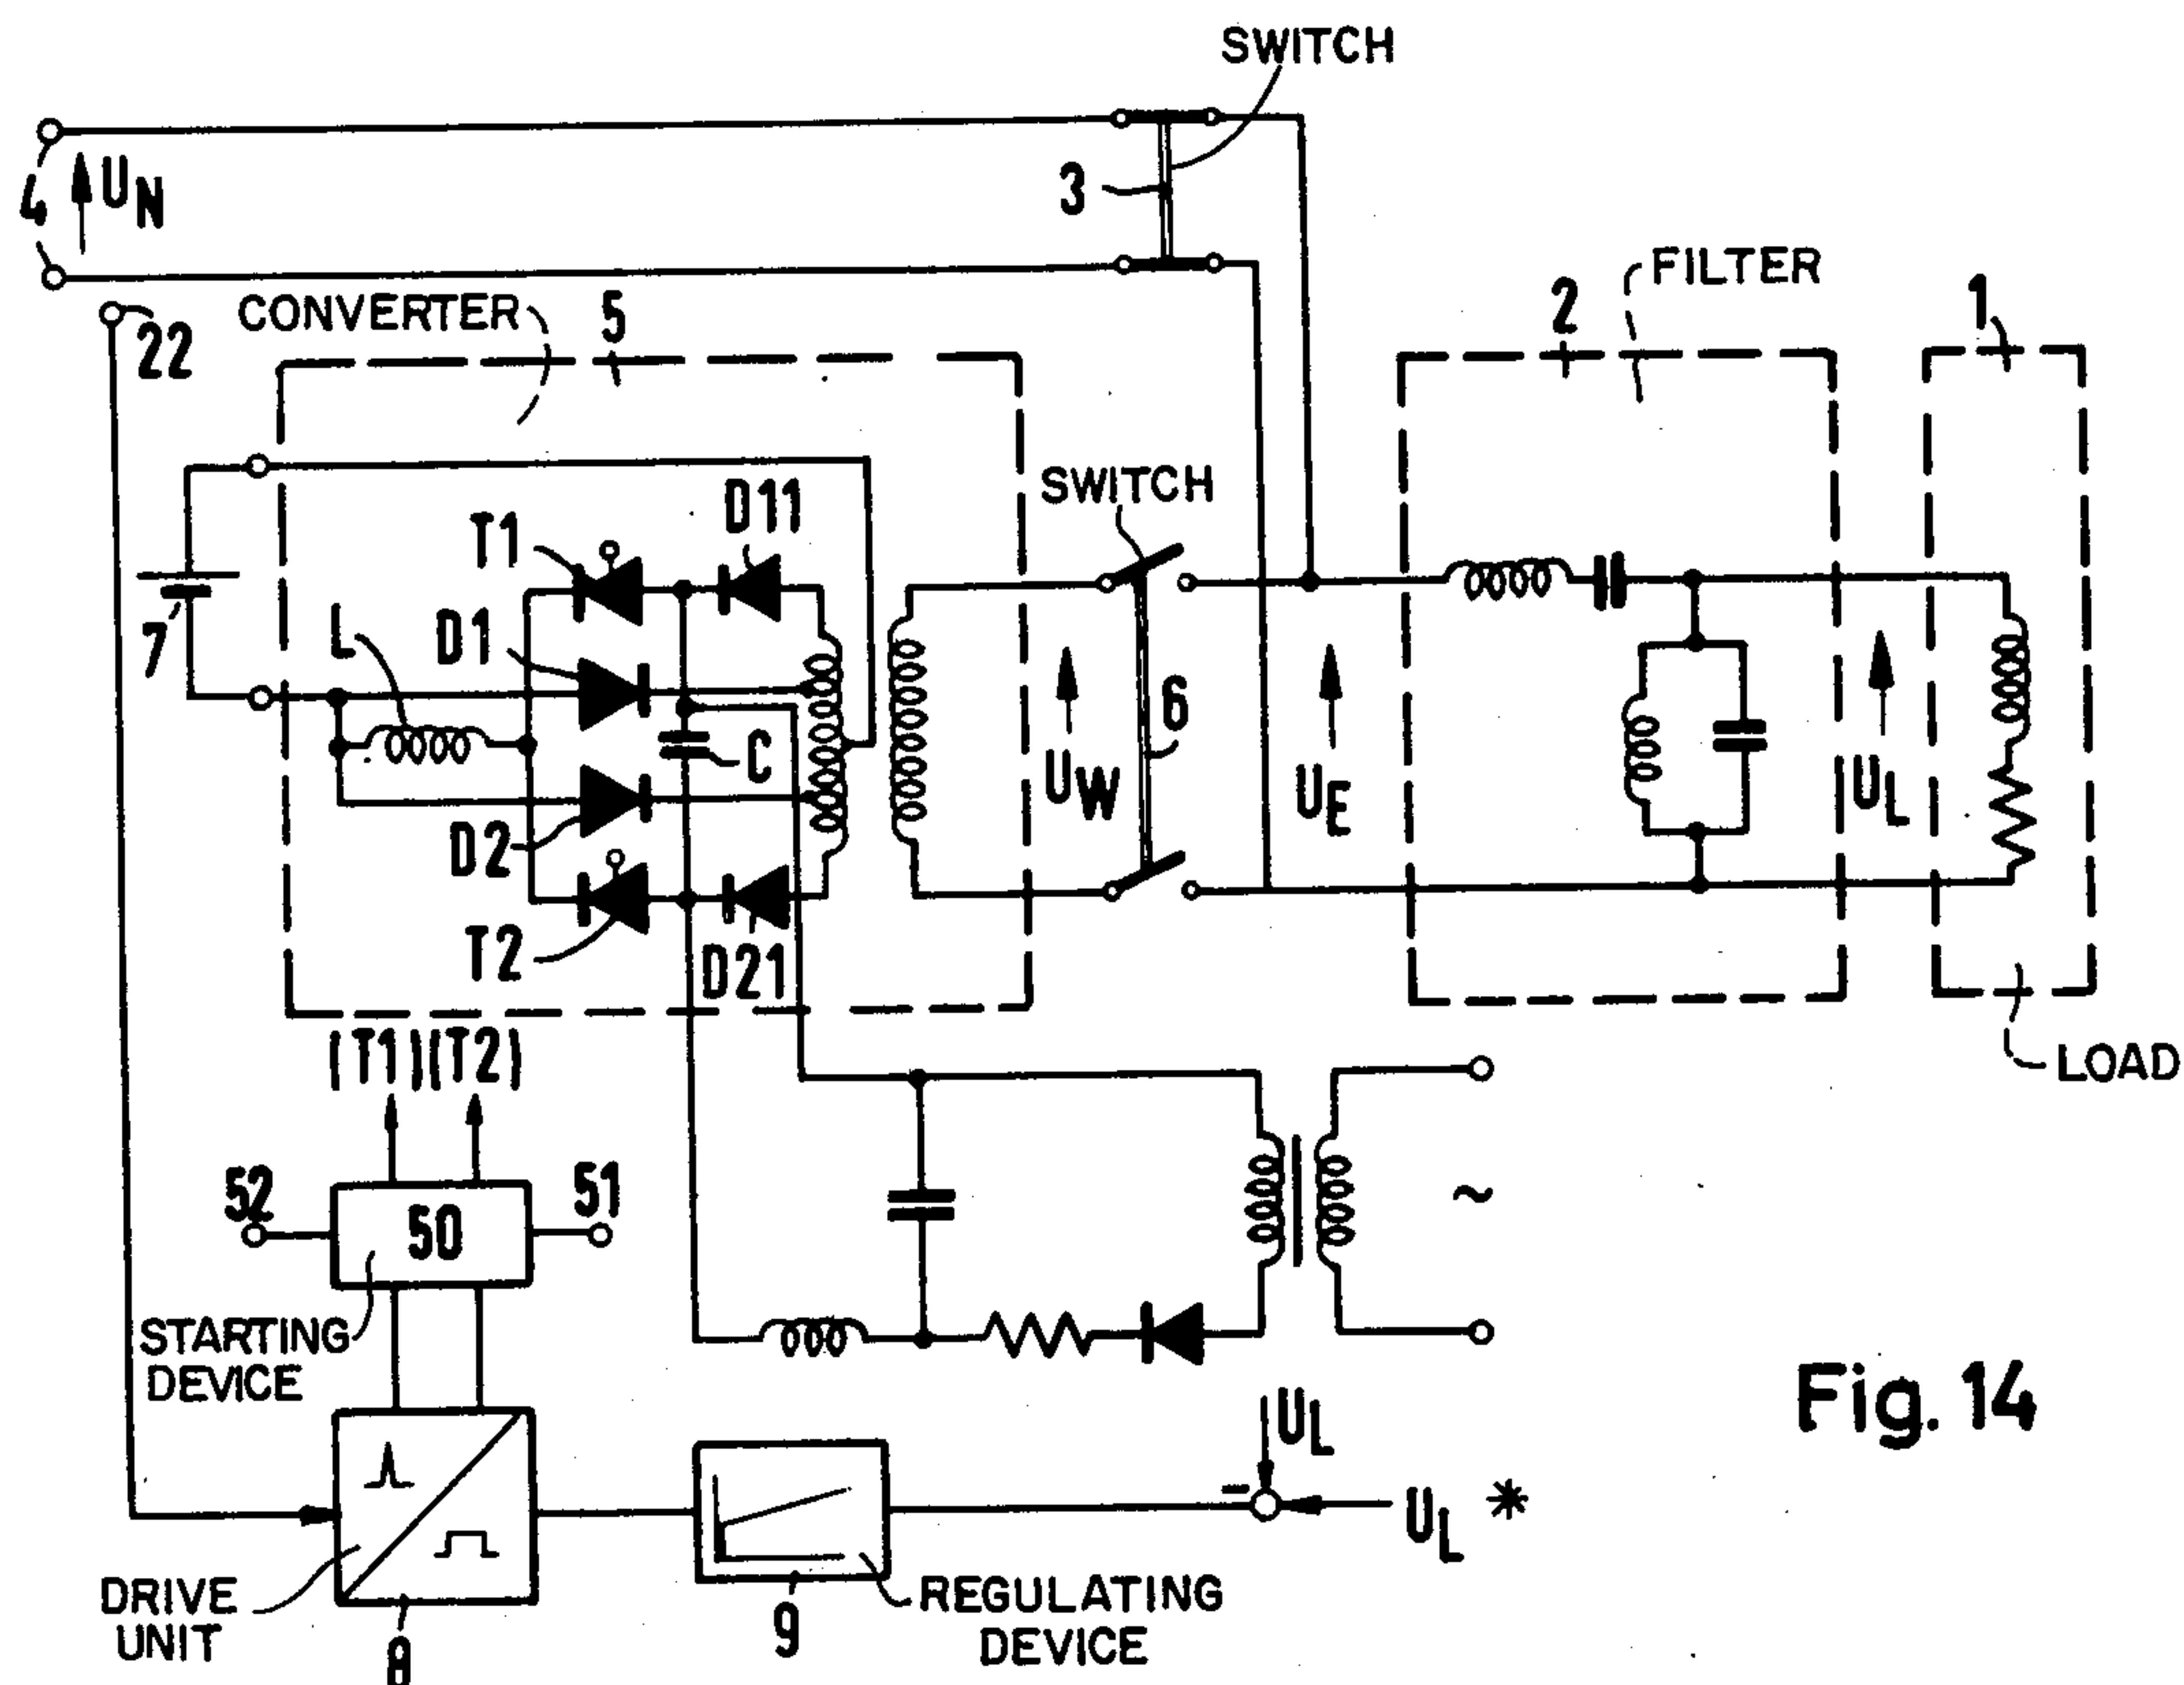 SWITCH
4
U_N
3
22
CONVERTER
5
2
FILTER
1
SWITCH
T1
D11
7
L
D1
C
U_W
6
U_E
U_L
D2
T2
D21
(T1)(T2)
LOAD
52
50
51
~
STARTING
DEVICE
Fig. 14
U_L
-
U_L *
DRIVE
UNIT
8
9
REGULATING
DEVICE